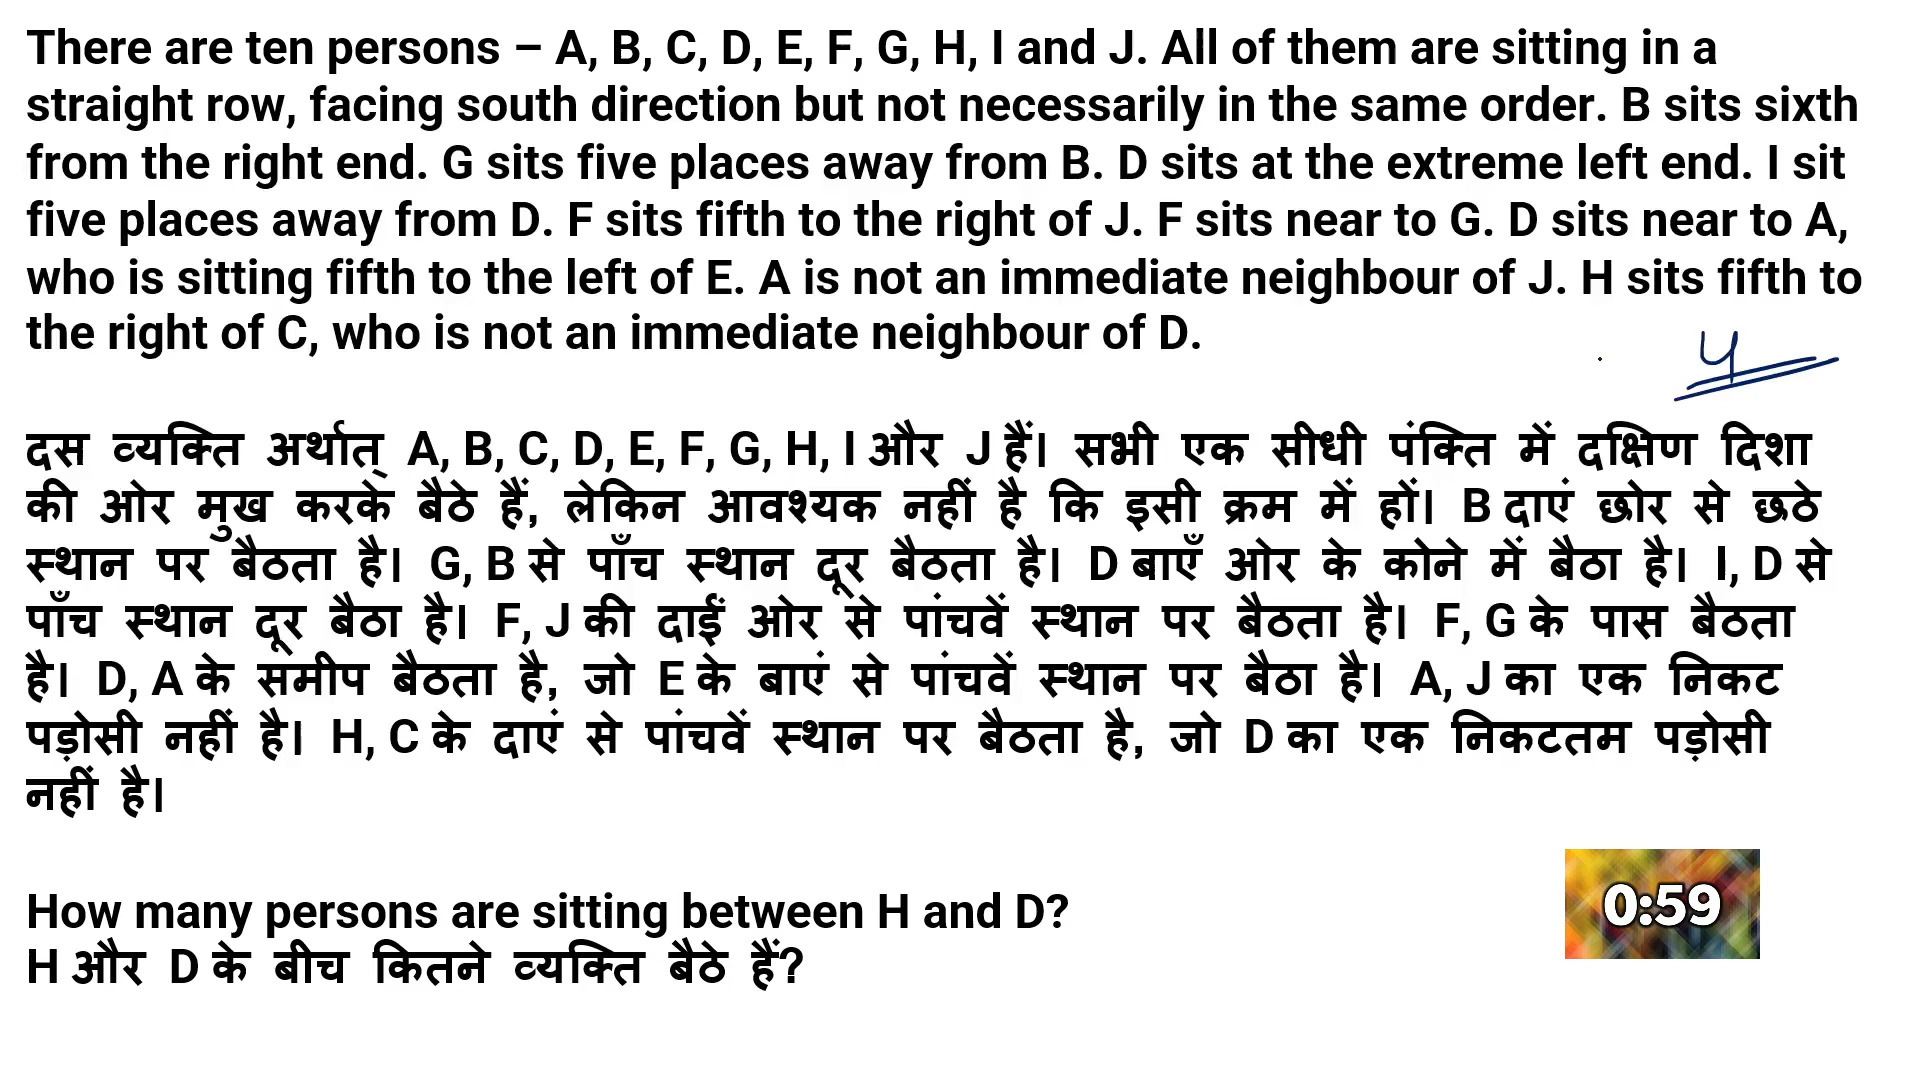 There are ten persons – A, B, C, D, E, F, G, H, I and J. All of them are sitting in a
straight row, facing south direction but not necessarily in the same order. B sits sixth
from the right end. G sits five places away from B. D sits at the extreme left end. I sit
five places away from D. F sits fifth to the right of J. F sits near to G. D sits near to A,
who is sitting fifth to the left of E. A is not an immediate neighbour of J. H sits fifth to
the right of C, who is not an immediate neighbour of D.
4
दस व्यक्ति अर्थात् A, B, C, D, E, F, G, H, I और J हैं। सभी एक सीधी पंक्ति में दक्षिण दिशा
की ओर मुख करके बैठे हैं, लेकिन आवश्यक नहीं है कि इसी क्रम में हों। B दाएं छोर से छठे
स्थान पर बैठता है। G, B से पाँच स्थान दूर बैठता है। D बाएँ ओर के कोने में बैठा है। I, D से
पाँच स्थान दूर बैठा है। F, J की दाईं ओर से पांचवें स्थान पर बैठता है। F, G के पास बैठता
है। D, A के समीप बैठता है, जो E के बाएं से पांचवें स्थान पर बैठा है। A, J का एक निकट
पड़ोसी नहीं है। H, C के दाएं से पांचवें स्थान पर बैठता है, जो D का एक निकटतम पड़ोसी
नहीं है।
How many persons are sitting between H and D?
H और D के बीच कितने व्यक्ति बैठे हैं?
0:59